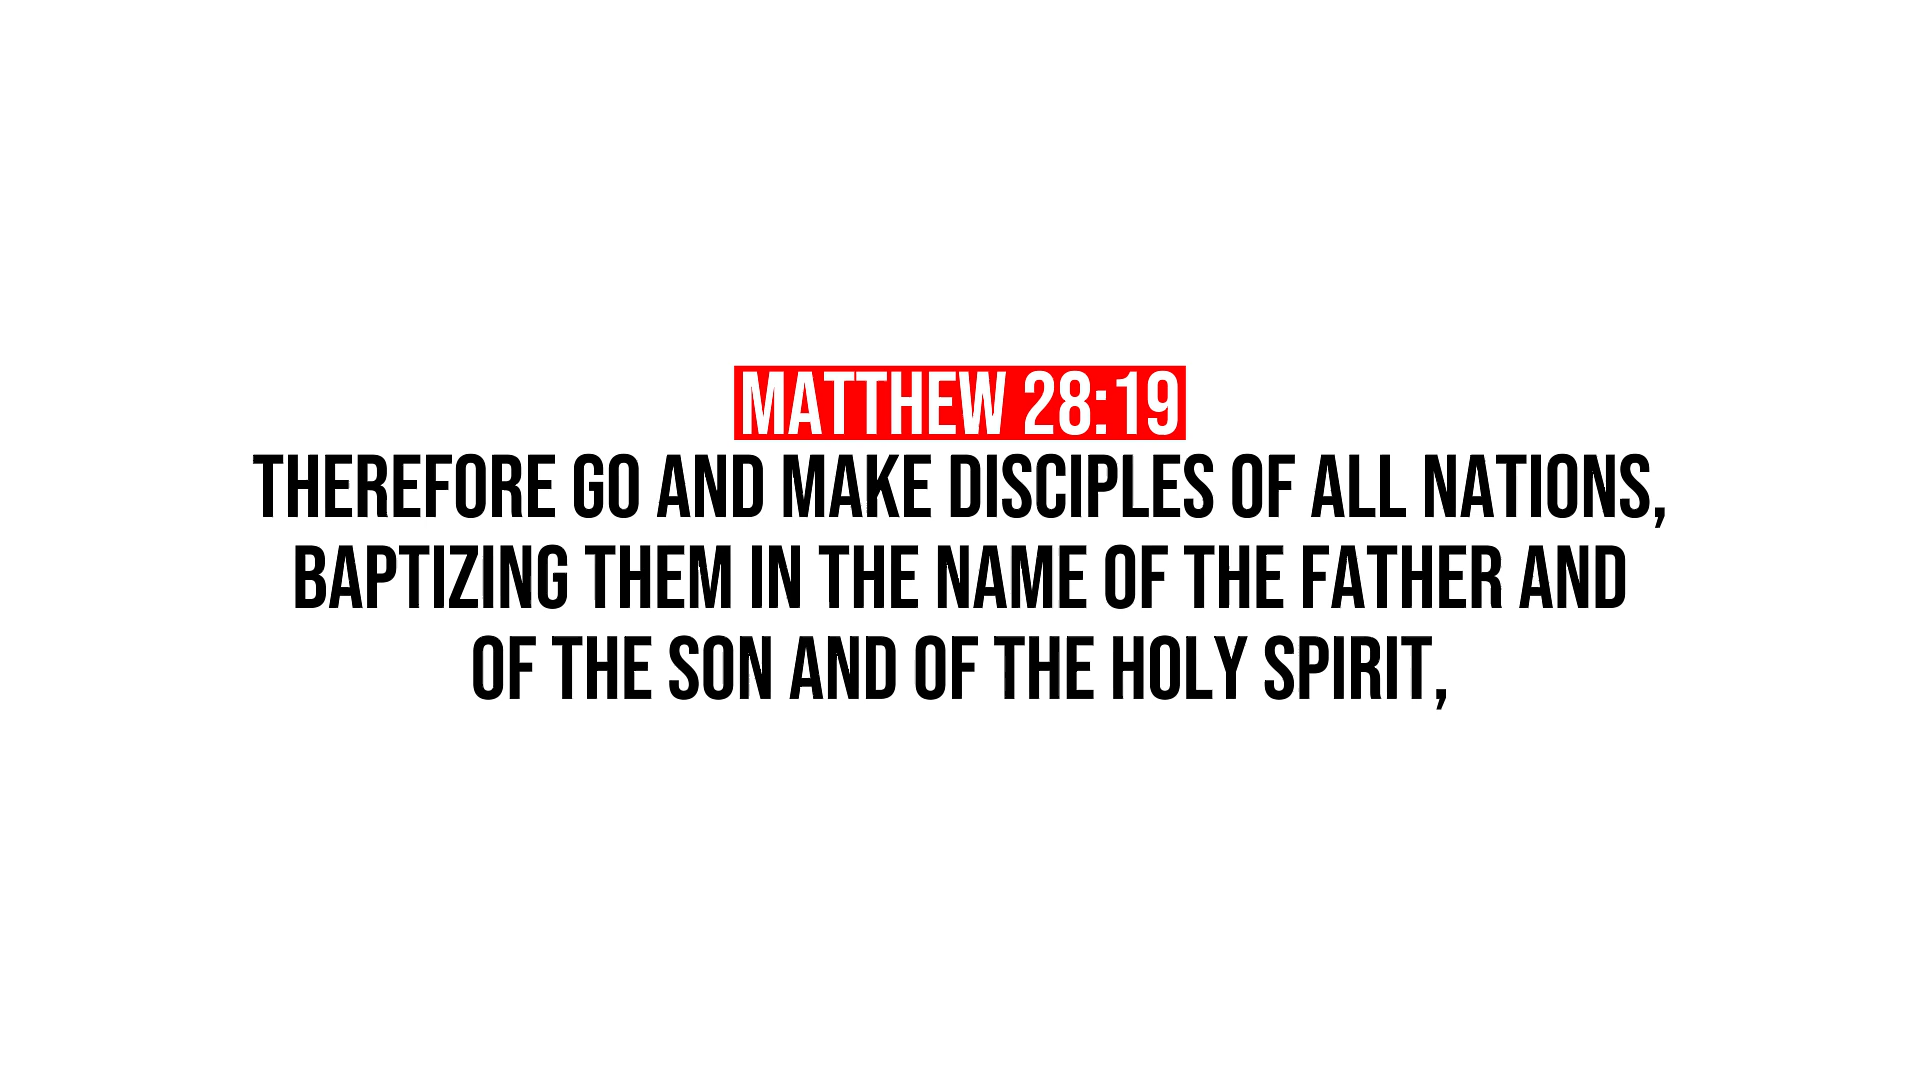 MATTHEW 28:19
THEREFORE GO AND MAKE DISCIPLES OF ALL NATIONS,
BAPTIZING THEM IN THE NAME OF THE FATHER AND
OF THE SON AND OF THE HOLY SPIRIT,